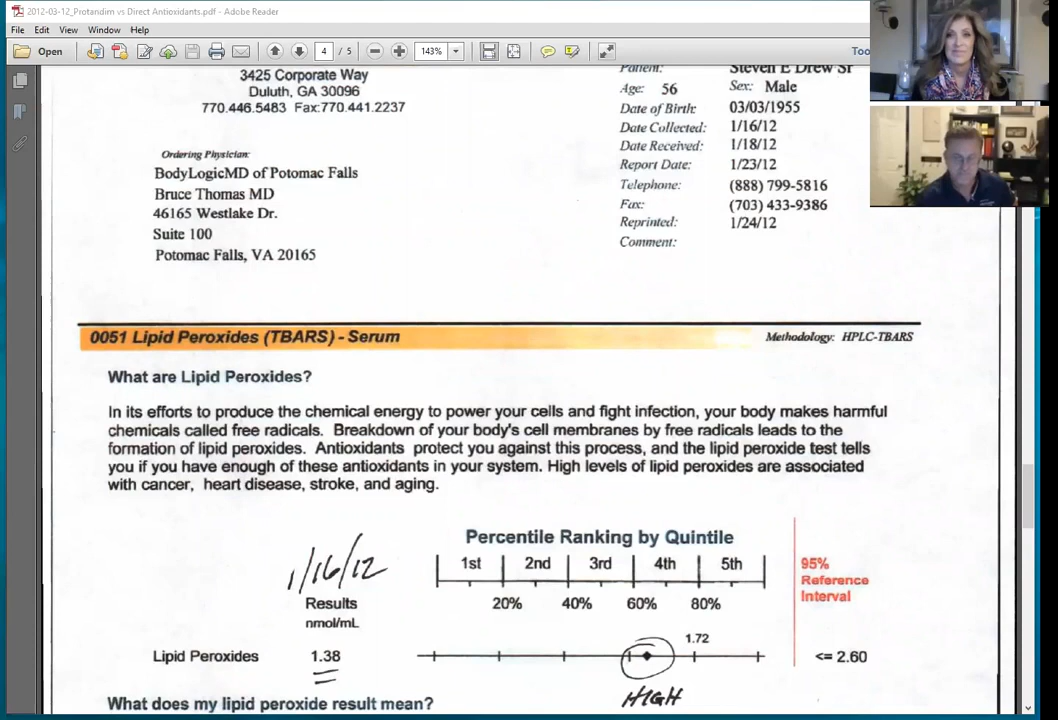 2012-03-12_Protandim vs Direct Antioxidants.pdf - Adobe Reader
File Edit View Window Help
Open 4 / 5 143% Too
3425 Corporate Way
Duluth, GA 30096
770.446.5483 Fax:770.441.2237
Patient: Steven E Drew Sr
Age: 56 Sex: Male
Date of Birth: 03/03/1955
Date Collected: 1/16/12
Date Received: 1/18/12
Report Date: 1/23/12
Telephone: (888) 799-5816
Fax: (703) 433-9386
Reprinted: 1/24/12
Comment:
Ordering Physician:
BodyLogicMD of Potomac Falls
Bruce Thomas MD
46165 Westlake Dr.
Suite 100
Potomac Falls, VA 20165
0051 Lipid Peroxides (TBARS) - Serum Methodology: HPLC-TBARS
What are Lipid Peroxides?
In its efforts to produce the chemical energy to power your cells and fight infection, your body makes harmful
chemicals called free radicals. Breakdown of your body's cell membranes by free radicals leads to the
formation of lipid peroxides. Antioxidants protect you against this process, and the lipid peroxide test tells
you if you have enough of these antioxidants in your system. High levels of lipid peroxides are associated
with cancer, heart disease, stroke, and aging.
1/16/12
Results
nmol/mL
Percentile Ranking by Quintile
1st 2nd 3rd 4th 5th
20% 40% 60% 80%
95%
Reference
Interval
1.72
Lipid Peroxides 1.38 <= 2.60
HIGH
What does my lipid peroxide result mean?